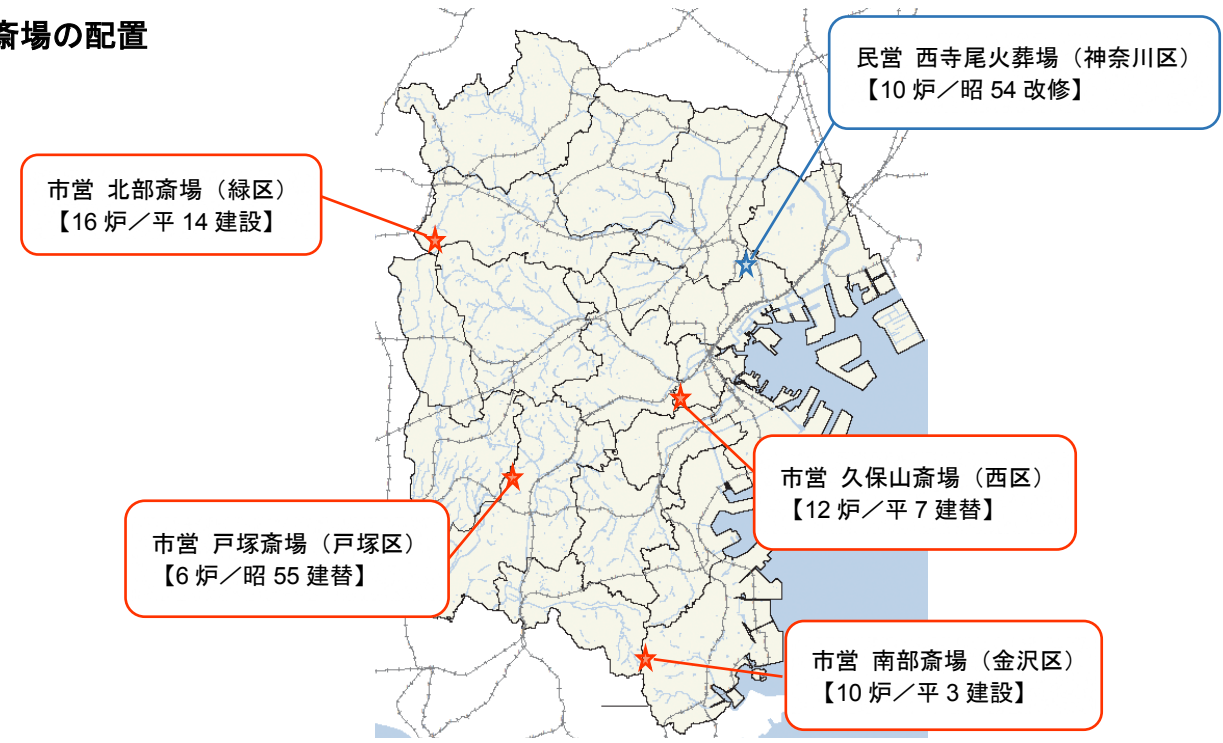 斎場の配置
民営 西寺尾火葬場（神奈川区）
【10 炉／昭 54 改修】
市営 北部斎場（緑区）
【16 炉／平 14 建設】
市営 久保山斎場（西区）
【12 炉／平 7 建替】
市営 戸塚斎場（戸塚区）
【6 炉／昭 55 建替】
市営 南部斎場（金沢区）
【10 炉／平 3 建設】